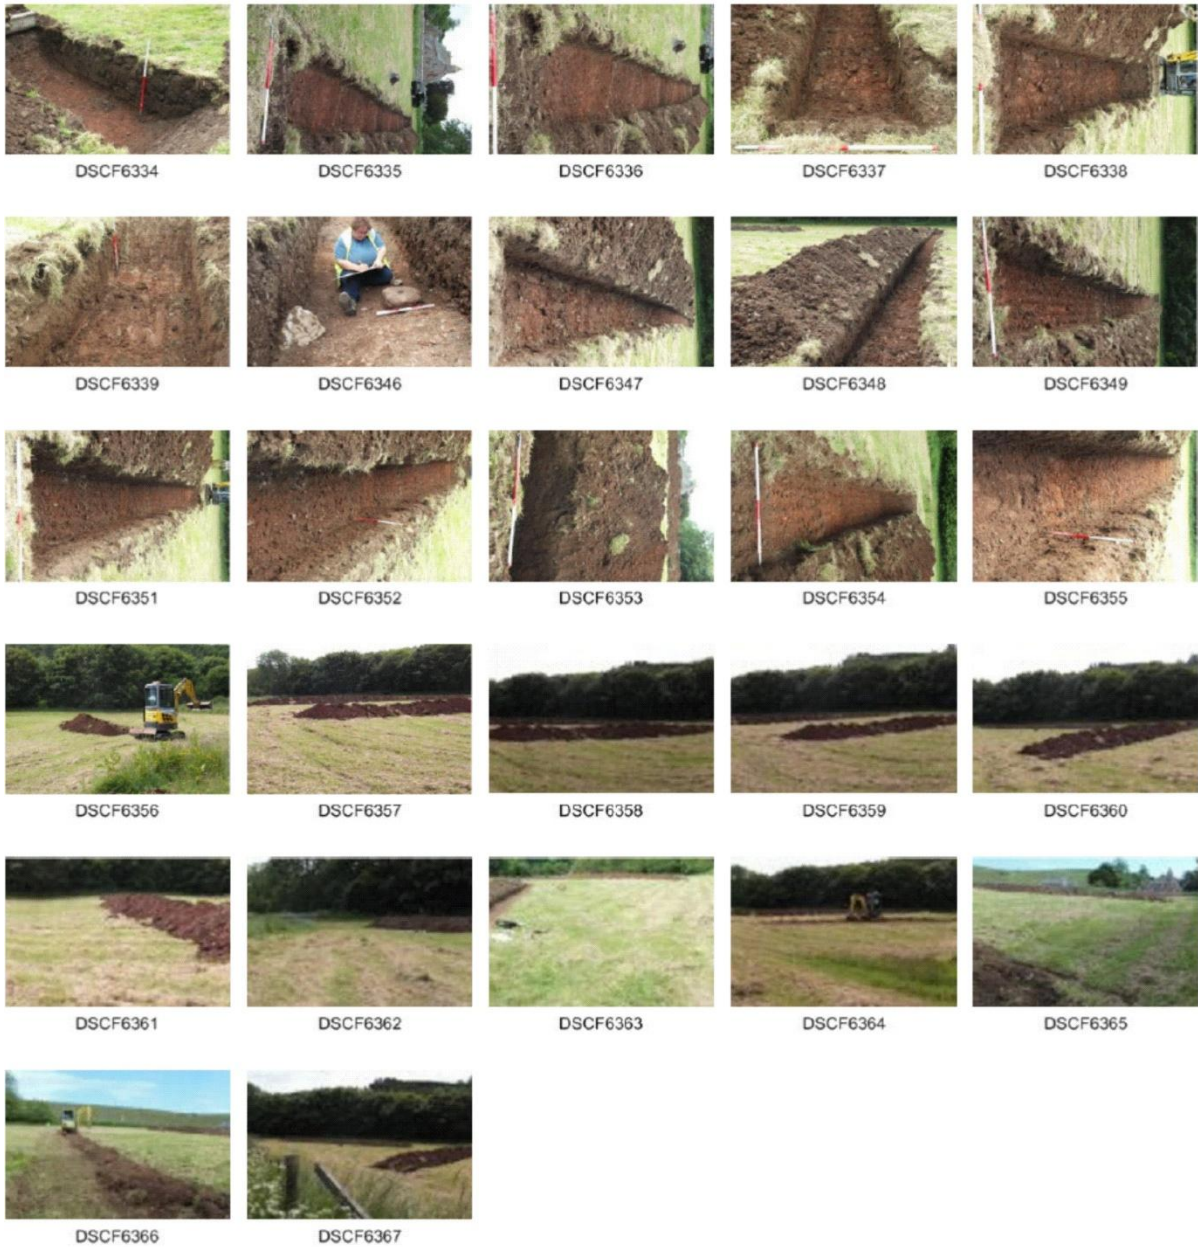 DSCF6334 DSCF6335 DSCF6336 DSCF6337 DSCF6338
DSCF6339 DSCF6346 DSCF6347 DSCF6348 DSCF6349
DSCF6351 DSCF6352 DSCF6353 DSCF6354 DSCF6355
DSCF6356 DSCF6357 DSCF6358 DSCF6359 DSCF6360
DSCF6361 DSCF6362 DSCF6363 DSCF6364 DSCF6365
DSCF6366 DSCF6367